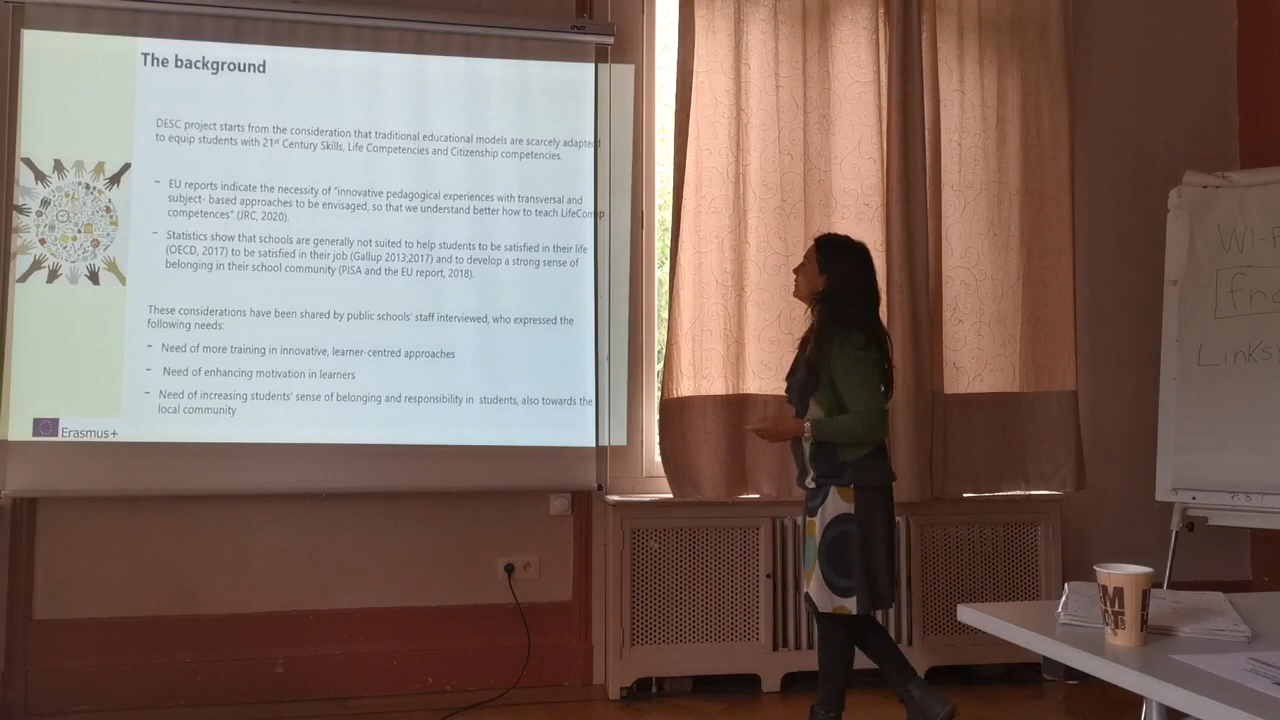 The background
DESC project starts from the consideration that traditional educational models are scarcely adapted
to equip students with 21st Century Skills, Life Competencies and Citizenship competencies.
– EU reports indicate the necessity of "innovative pedagogical experiences with transversal and
subject- based approaches to be envisaged, so that we understand better how to teach LifeComp
competences" (JRC, 2020).
– Statistics show that schools are generally not suited to help students to be satisfied in their life
(OECD, 2017) to be satisfied in their job (Gallup 2013;2017) and to develop a strong sense of
belonging in their school community (PISA and the EU report, 2018).
These considerations have been shared by public schools' staff interviewed, who expressed the
following needs:
– Need of more training in innovative, learner-centred approaches
– Need of enhancing motivation in learners
– Need of increasing students' sense of belonging and responsibility in students, also towards the
local community
Erasmus+
WI-F
Links